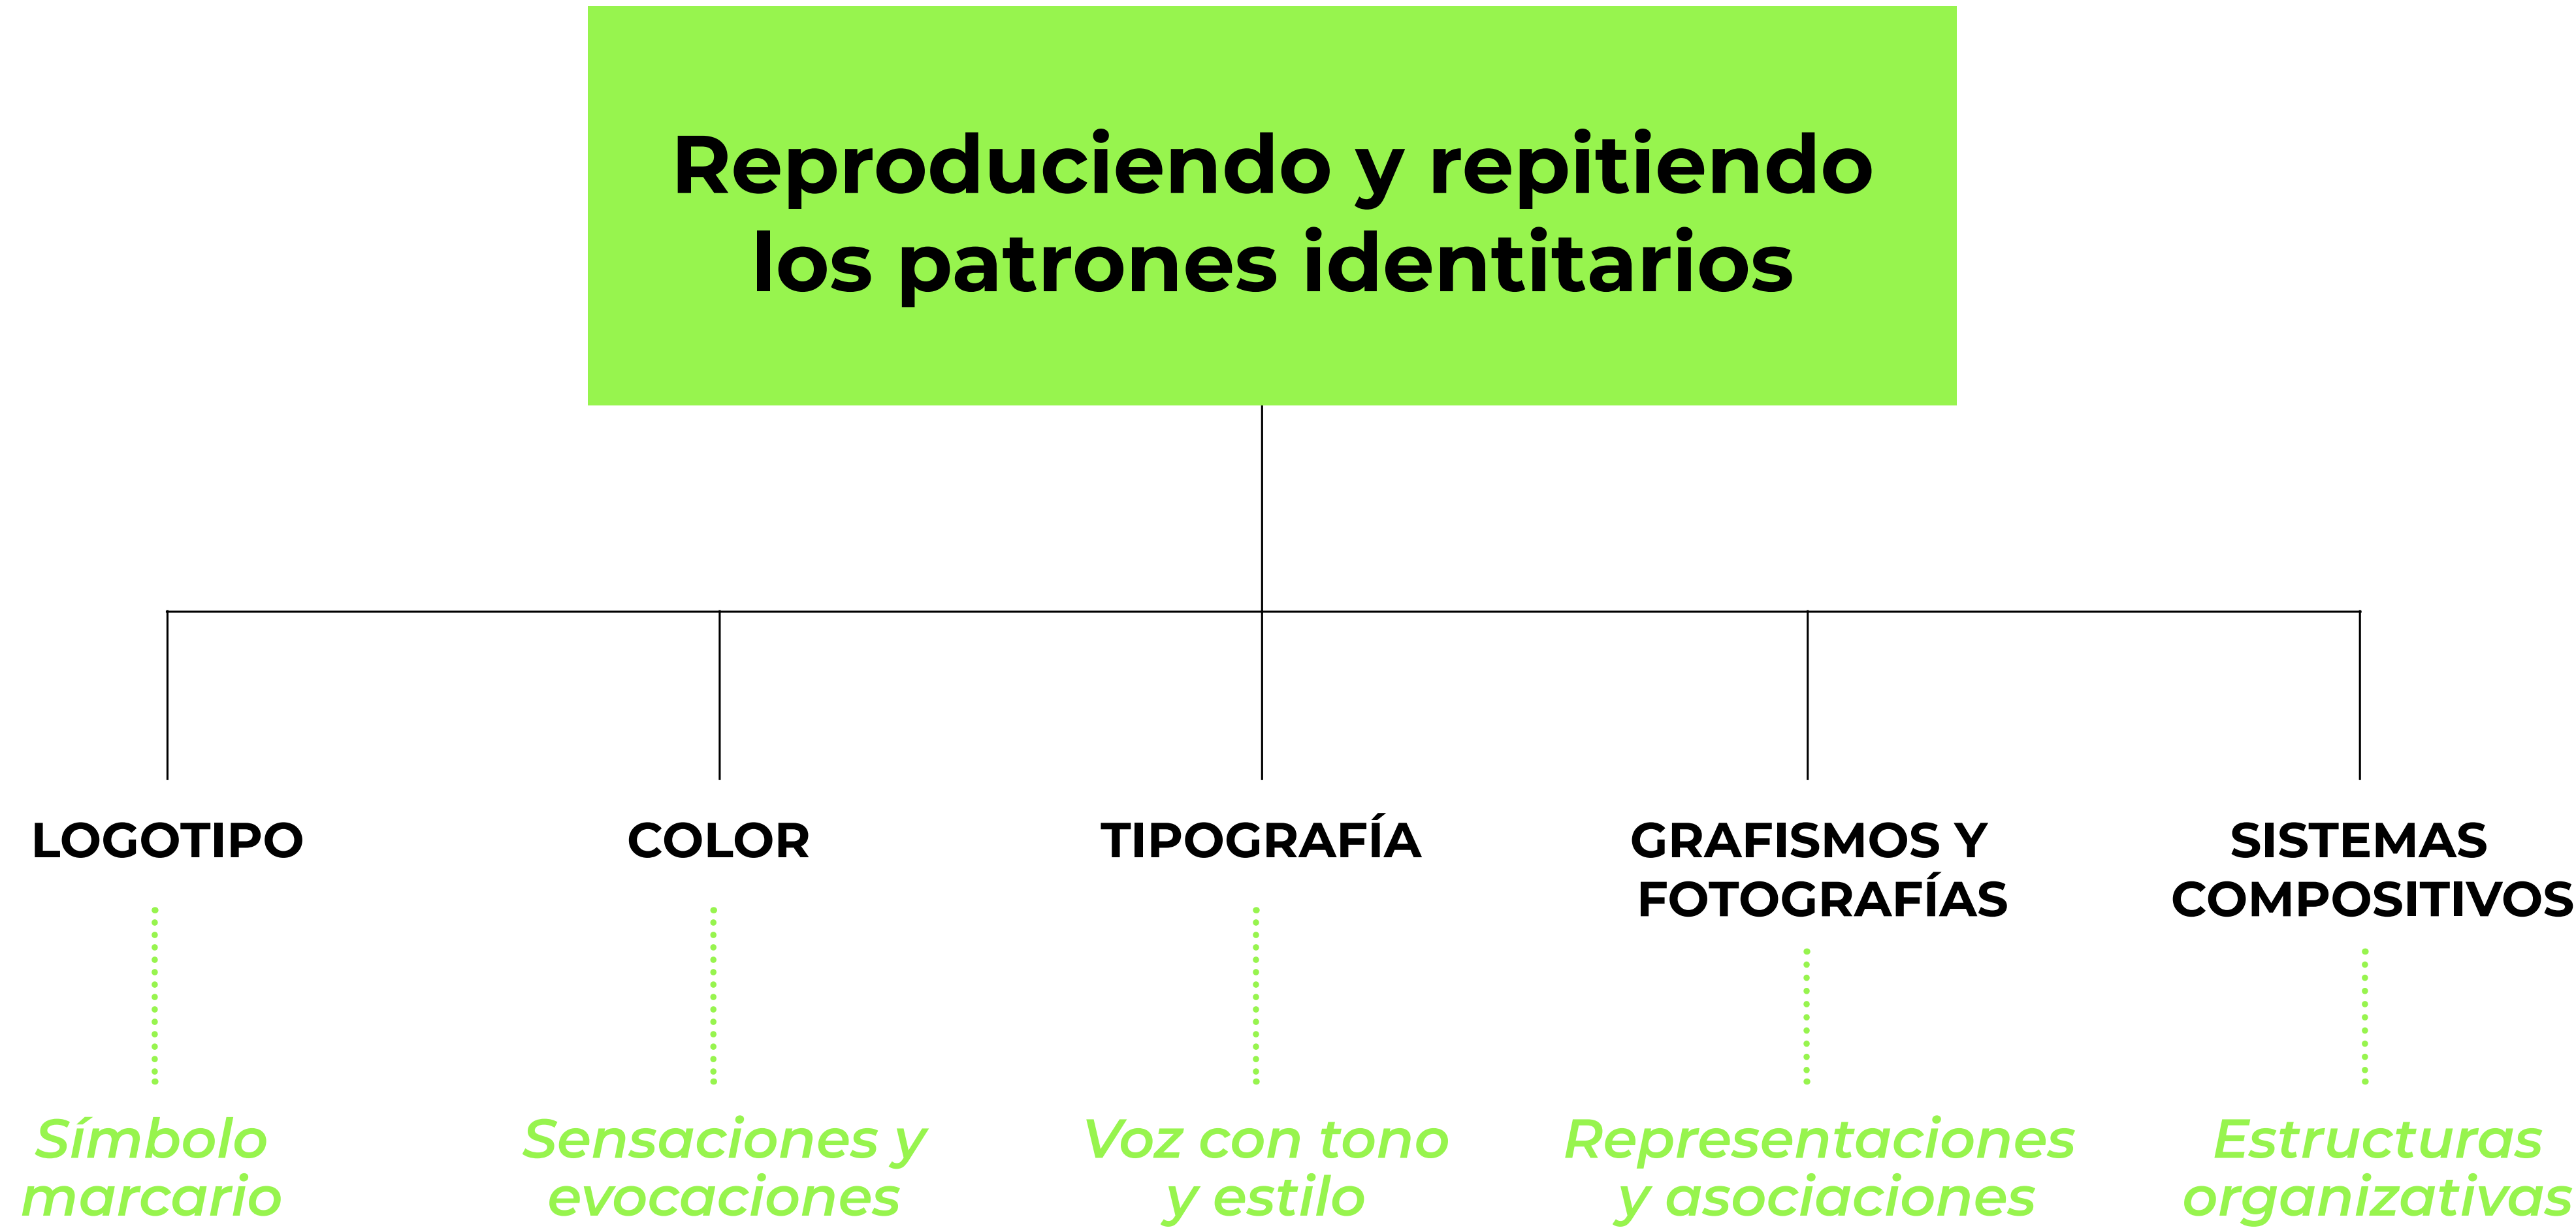 Reproduciendo y repitiendo
los patrones identitarios
LOGOTIPO
COLOR
TIPOGRAFÍA
GRAFISMOS Y
FOTOGRAFÍAS
SISTEMAS
COMPOSITIVOS
Símbolo
marcario
Sensaciones y
evocaciones
Voz con tono
y estilo
Representaciones
y asociaciones
Estructuras
organizativas